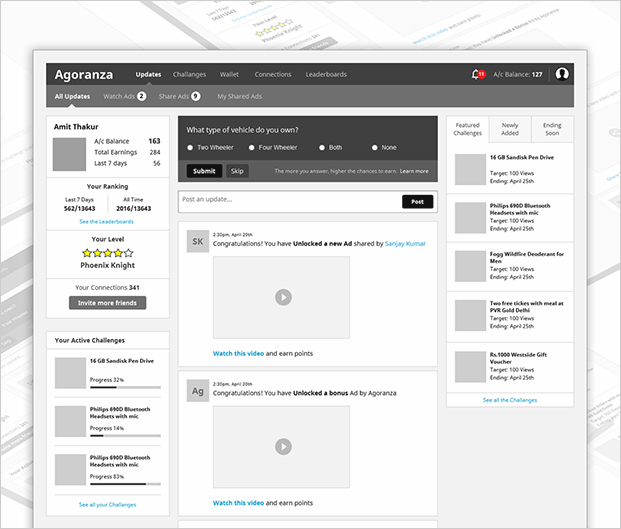 Agoranza
Updates
Challanges
Wallet
Connections
Leaderboards
11
A/c Balance: 127
All Updates
Watch Ads 2
Share Ads 9
My Shared Ads
Amit Thakur
A/c Balance 163
Total Earnings 284
Last 7 days 56
Your Ranking
Last 7 Days
562/13643
All Time
2016/13643
See the Leaderboards
Your Level
Phoenix Knight
Your Connections 341
Invite more friends
Your Active Challenges
16 GB Sandisk Pen Drive
Progress 32%
Philips 690D Bluetooth
Headsets with mic
Progress 14%
Philips 690D Bluetooth
Headsets with mic
Progress 83%
See all your Challenges
What type of vehicle do you own?
Two Wheeler
Four Wheeler
Both
None
Submit
Skip
The more you answer, higher the chances to earn. Learn more
Post an update...
Post
SK
2:30pm, April 20th
Congratulations! You have Unlocked a new Ad shared by Sanjay Kumar
Watch this video and earn points
Ag
2:30pm, April 20th
Congratulations! You have Unlocked a bonus Ad by Agoranza
Watch this video and earn points
Featured
Challenges
Newly
Added
Ending
Soon
16 GB Sandisk Pen Drive
Target: 100 Views
Ending: April 25th
Philips 690D Bluetooth
Headsets with mic
Target: 100 Views
Ending: April 25th
Fogg Wildfire Deodorant for
Men
Target: 100 Views
Ending: April 25th
Two free tickes with meal at
PVR Gold Delhi
Target: 100 Views
Ending: April 25th
Rs.1000 Westside Gift
Voucher
Target: 100 Views
Ending: April 25th
See all the Challenges